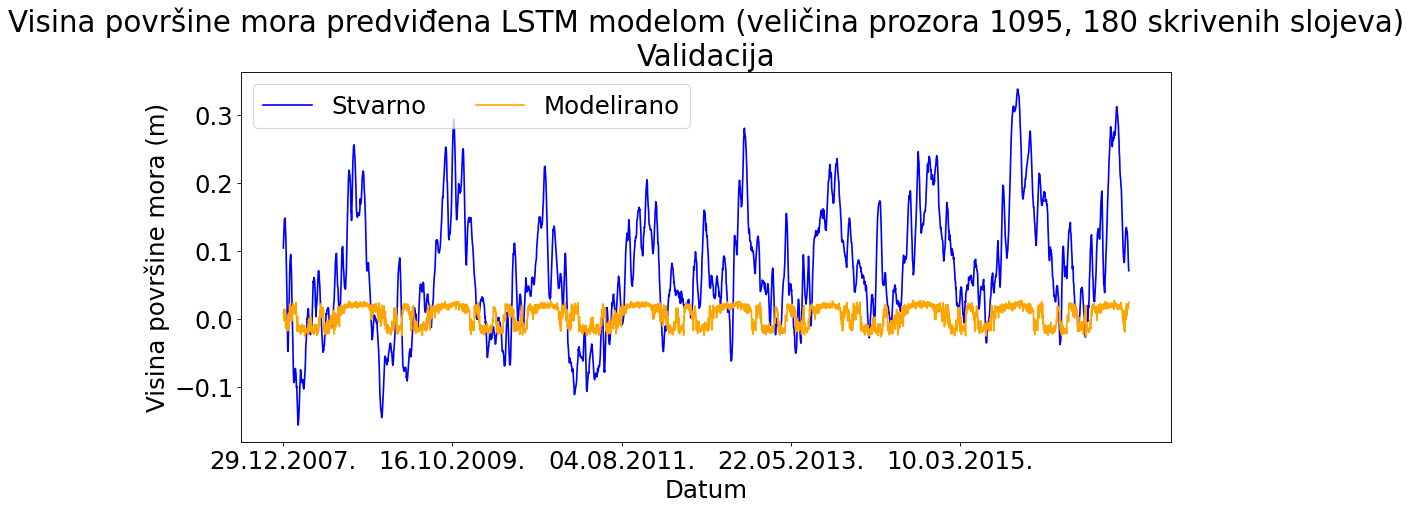 Visina površine mora predviđena LSTM modelom (veličina prozora 1095, 180 skrivenih slojeva)
Validacija
Stvarno
Modelirano
Visina površine mora (m)
0.3
0.2
0.1
0.0
−0.1
29.12.2007.
16.10.2009.
04.08.2011.
22.05.2013.
10.03.2015.
Datum